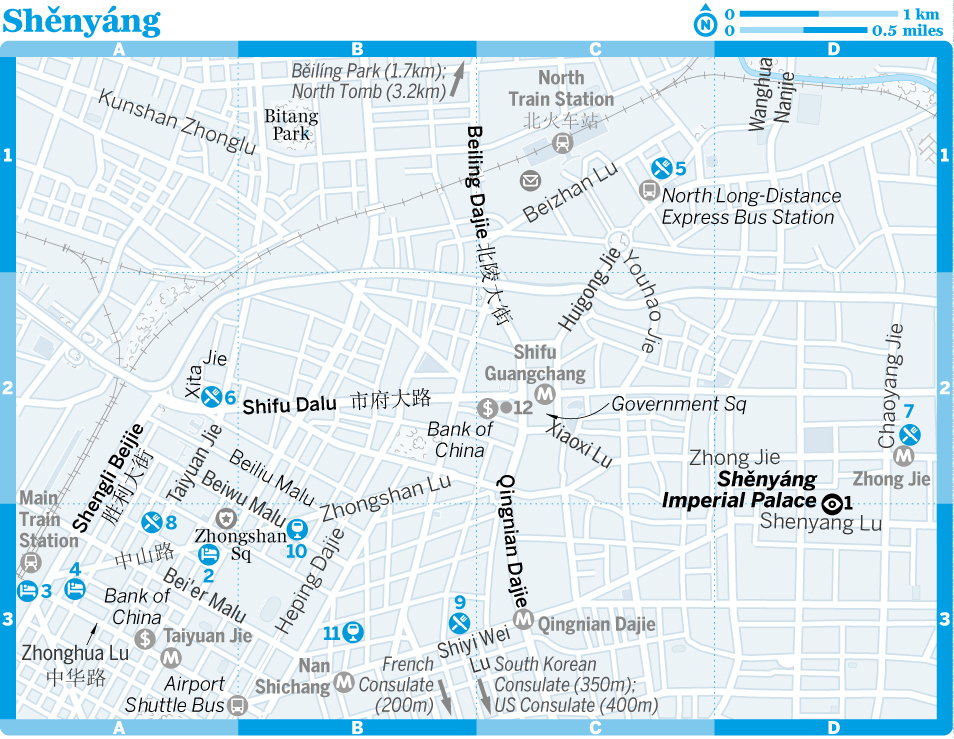 Shěnyáng
N
0 1 km
0 0.5 miles
A
B
C
D
Běilíng Park (1.7km);
North Tomb (3.2km)
North
Train Station
北火车站
Wanghua
Nanjie
Kunshan Zhonglu
Bitang
Park
1
1
Beiling Dajie 北陵大街
5
Beizhan Lu
North Long-Distance
Express Bus Station
Huigong Jie
Youhao Jie
Shifu
Guangchang
Xita Jie
6
Shifu Dalu 市府大路
2
2
$
12
Government Sq
Bank of
China
Xiaoxi Lu
Chaoyang Jie
7
Zhong Jie
Zhong Jie
Shěnyáng
Imperial Palace
1
Shenyang Lu
Shengli Beijie
胜利大街
Taiyuan Jie
Beiliu Malu
Beiwu Malu
Zhongshan Lu
Qingnian Dajie
Main
Train
Station
8
Zhongshan
Sq
10
中山路
2
Heping Dajie
3
4
Bei'er Malu
Bank of
China
$
Taiyuan Jie
M
Zhonghua Lu
中华路
9
11
Shiyi Wei
Lu
M
Qingnian Dajie
3
3
Nan
Shichang
M
French
Consulate
(200m)
South Korean
Consulate (350m);
US Consulate (400m)
Airport
Shuttle Bus
M
M
A
B
C
D